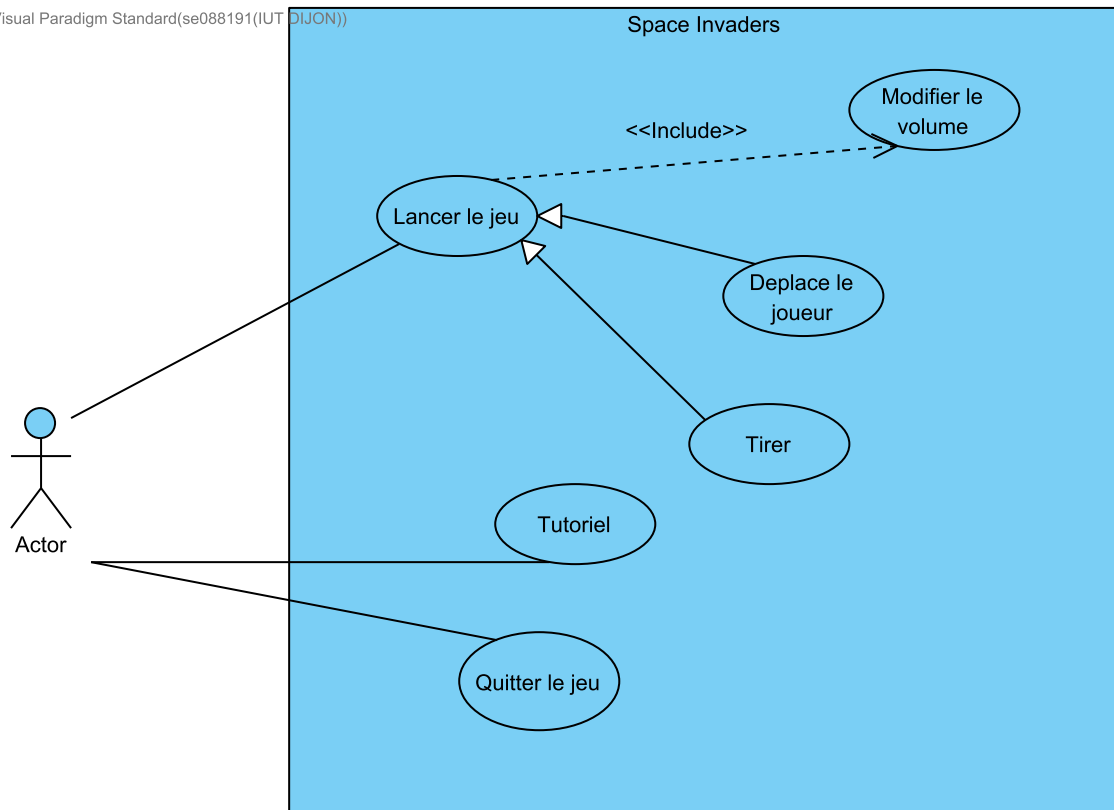 Visual Paradigm Standard(se088191(IUT DIJON))
Space Invaders
Modifier le
volume
<<Include>>
Lancer le jeu
Deplace le
joueur
Tirer
Tutoriel
Actor
Quitter le jeu